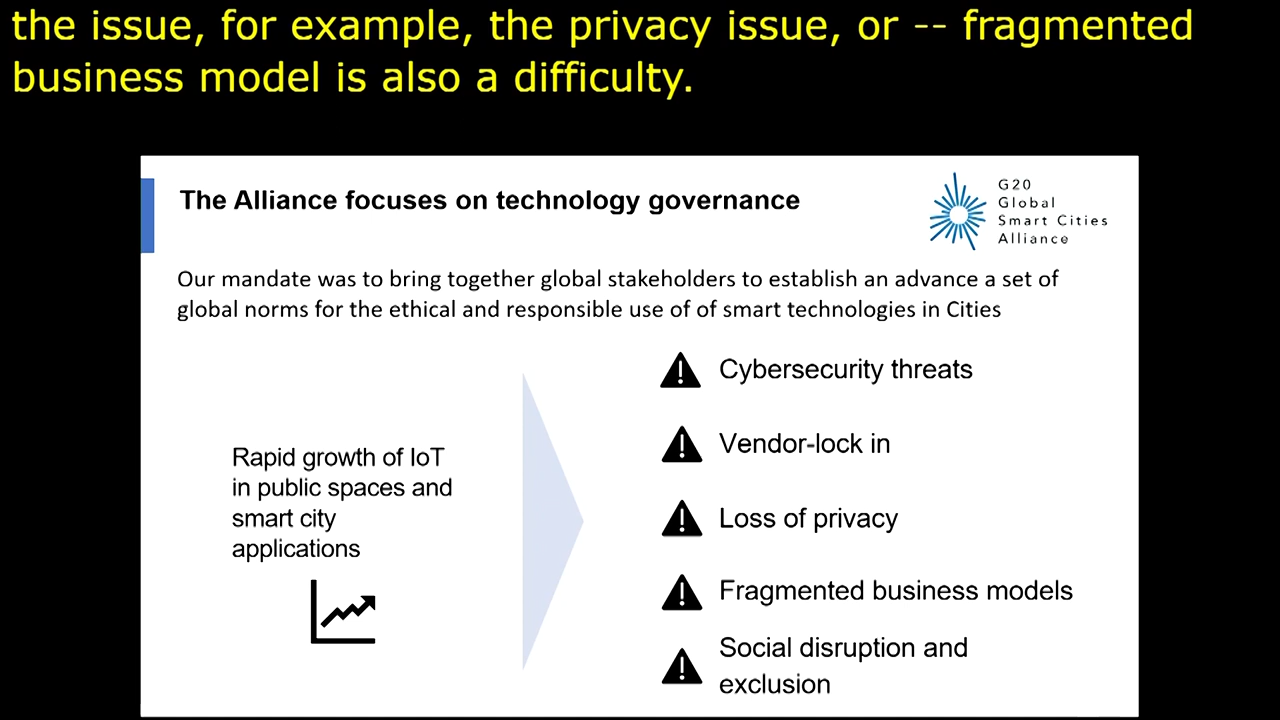 the issue, for example, the privacy issue, or -- fragmented
business model is also a difficulty.
The Alliance focuses on technology governance
G20
Global
Smart Cities
Alliance
Our mandate was to bring together global stakeholders to establish an advance a set of
global norms for the ethical and responsible use of of smart technologies in Cities
Rapid growth of IoT
in public spaces and
smart city
applications
Cybersecurity threats
Vendor-lock in
Loss of privacy
Fragmented business models
Social disruption and
exclusion